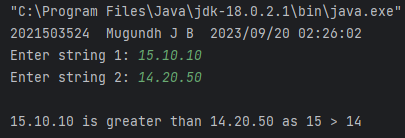 "C:\Program Files\Java\jdk-18.0.2.1\bin\java.exe"
2021503524  Mugundh J B  2023/09/20 02:26:02
Enter string 1: 15.10.10
Enter string 2: 14.20.50
15.10.10 is greater than 14.20.50 as 15 > 14